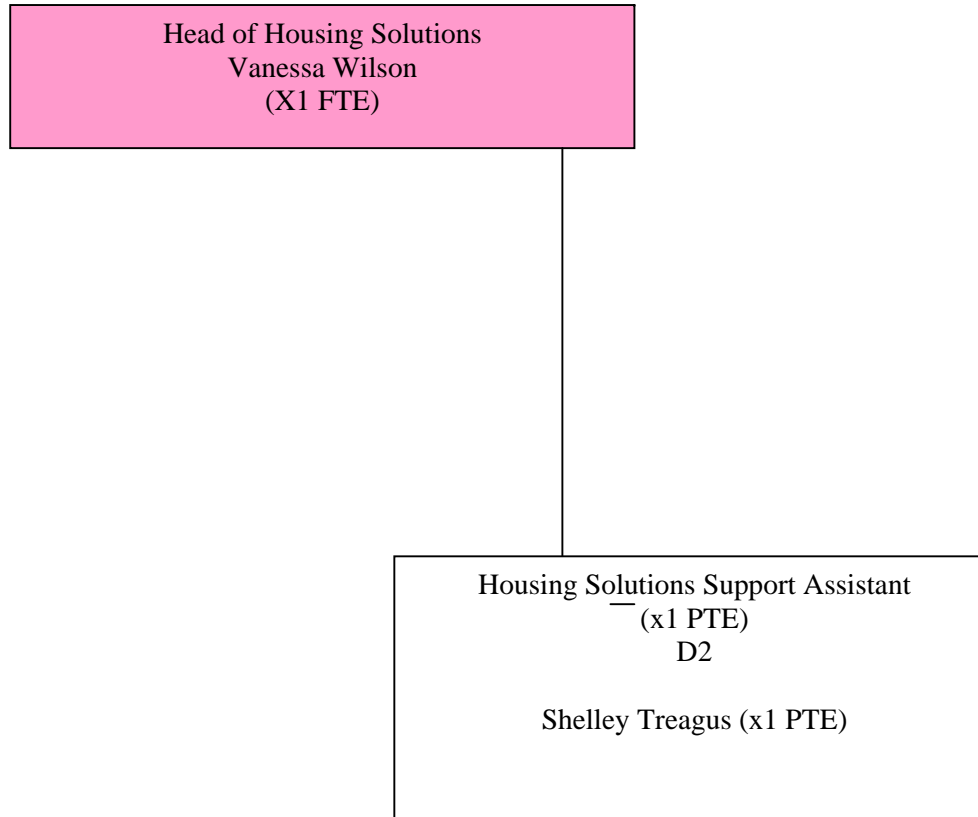 Head of Housing Solutions
Vanessa Wilson
(X1 FTE)
Housing Solutions Support Assistant
(x1 PTE)
D2
Shelley Treagus (x1 PTE)